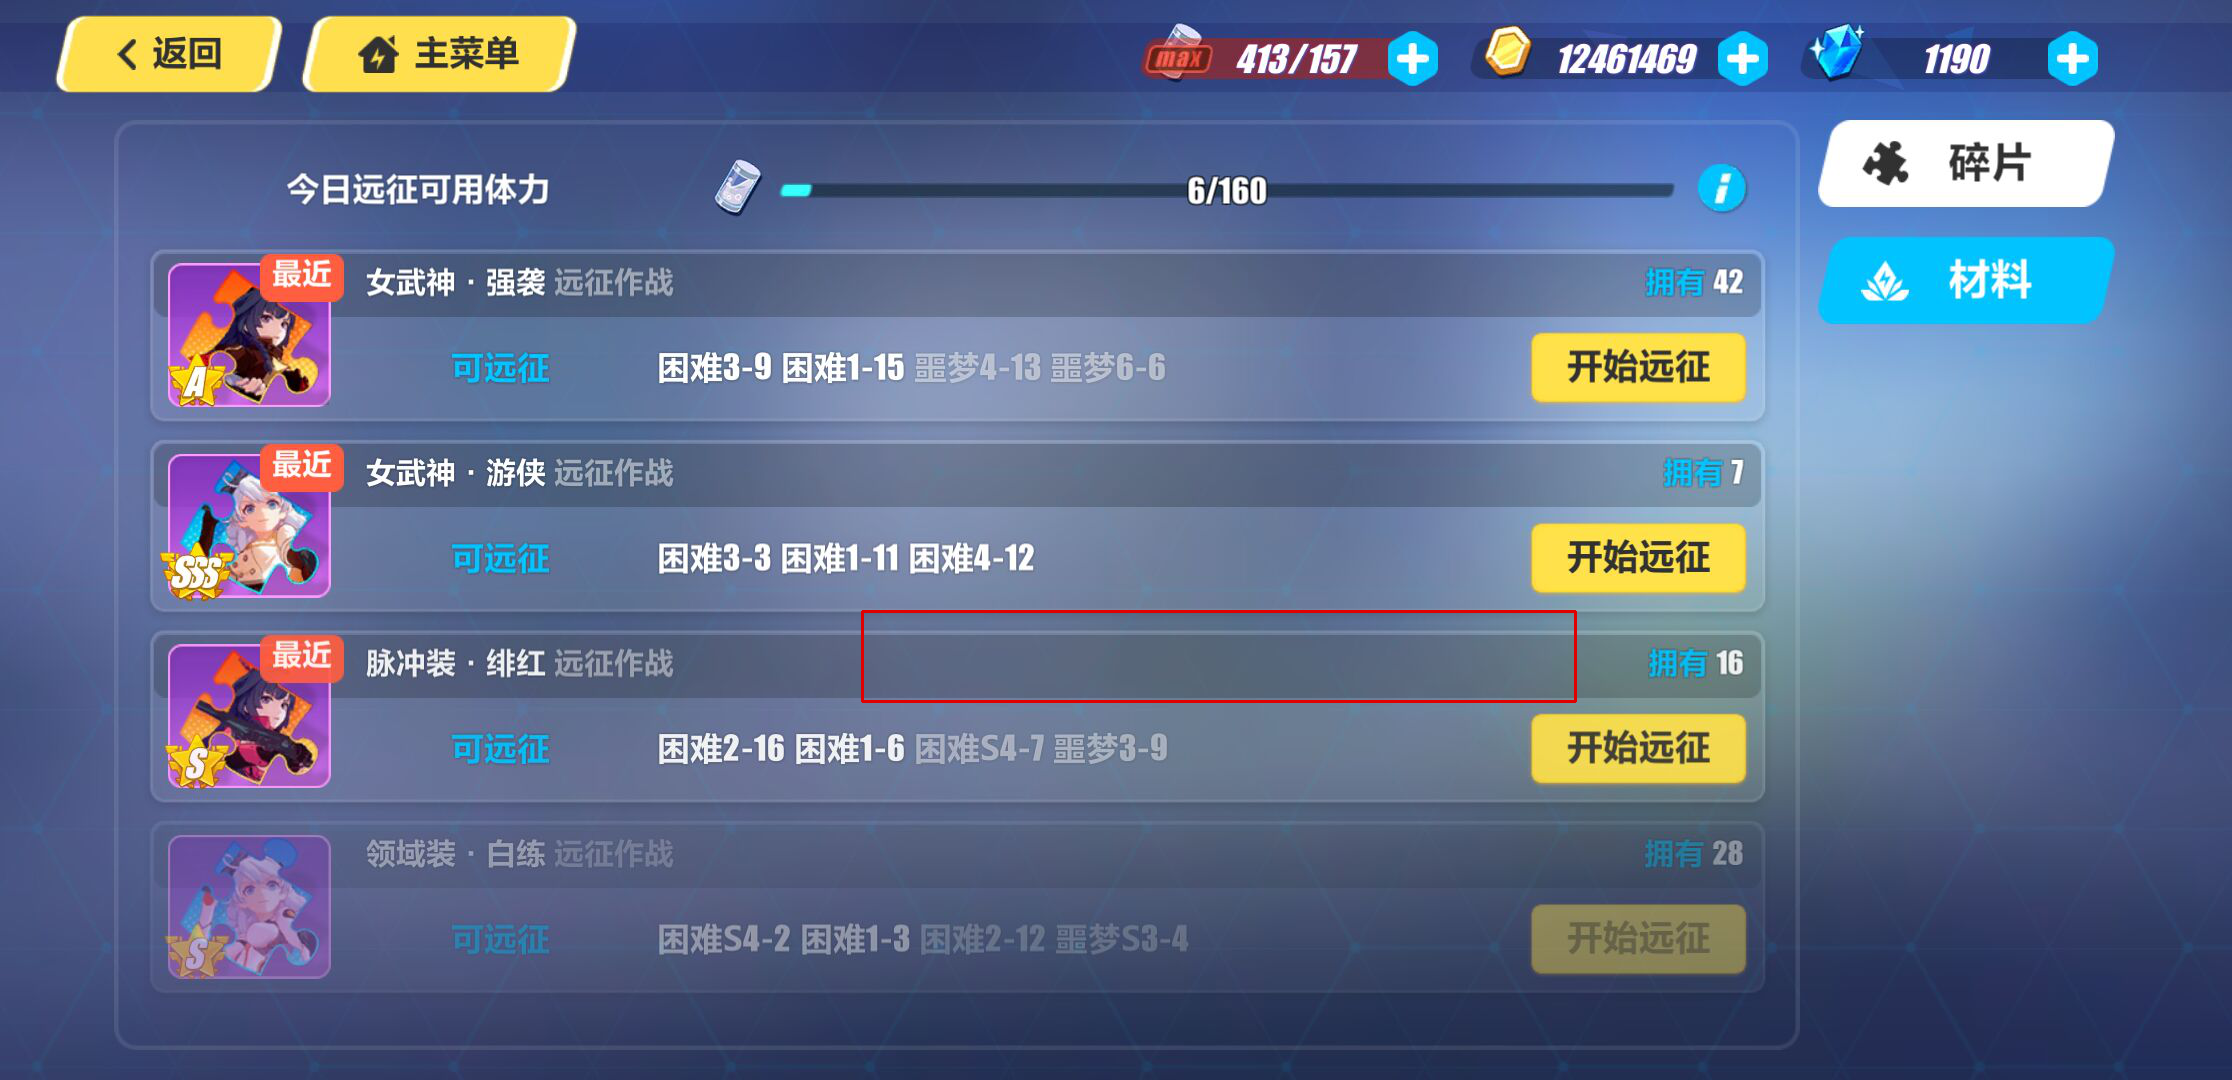 返回 主菜单 max 413/157 12461469 1190
今日远征可用体力 6/160 i 碎片
材料
最近 女武神·强袭 远征作战 拥有 42
A 可远征 困难3-9 困难1-15 噩梦4-13 噩梦6-6 开始远征
最近 女武神·游侠 远征作战 拥有 7
SSS 可远征 困难3-3 困难1-11 困难4-12 开始远征
最近 脉冲装·绯红 远征作战 拥有 16
S 可远征 困难2-16 困难1-6 困难S4-7 噩梦3-9 开始远征
领域装·白练 远征作战 拥有 28
S 可远征 困难S4-2 困难1-3 困难2-12 噩梦S3-4 开始远征